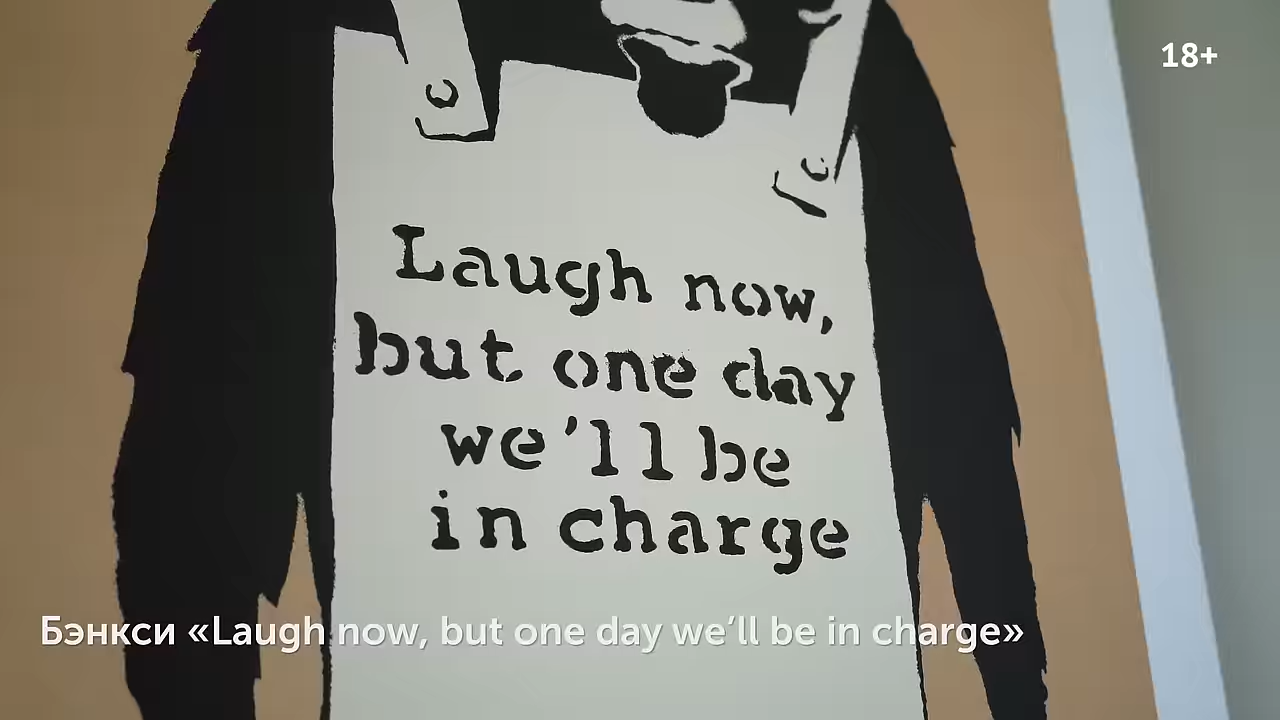 18+
Laugh now,
but one day
we'll be
in charge
Бэнкси «Laugh now, but one day we’ll be in charge»